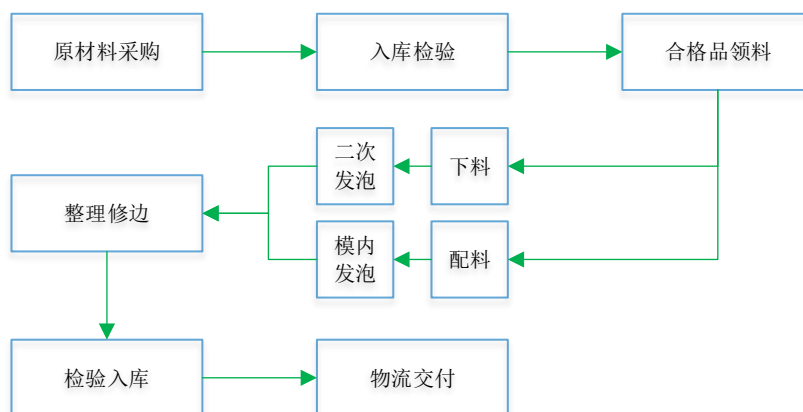 原材料采购
入库检验
合格品领料
二次
发泡
下料
整理修边
模内
发泡
配料
检验入库
物流交付